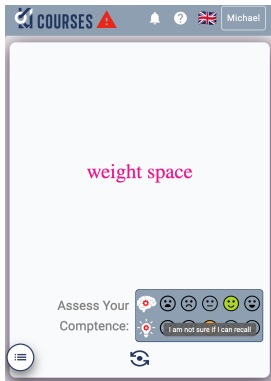 COURSES
Michael
weight space
Assess Your
Comptence:
I am not sure if I can recall